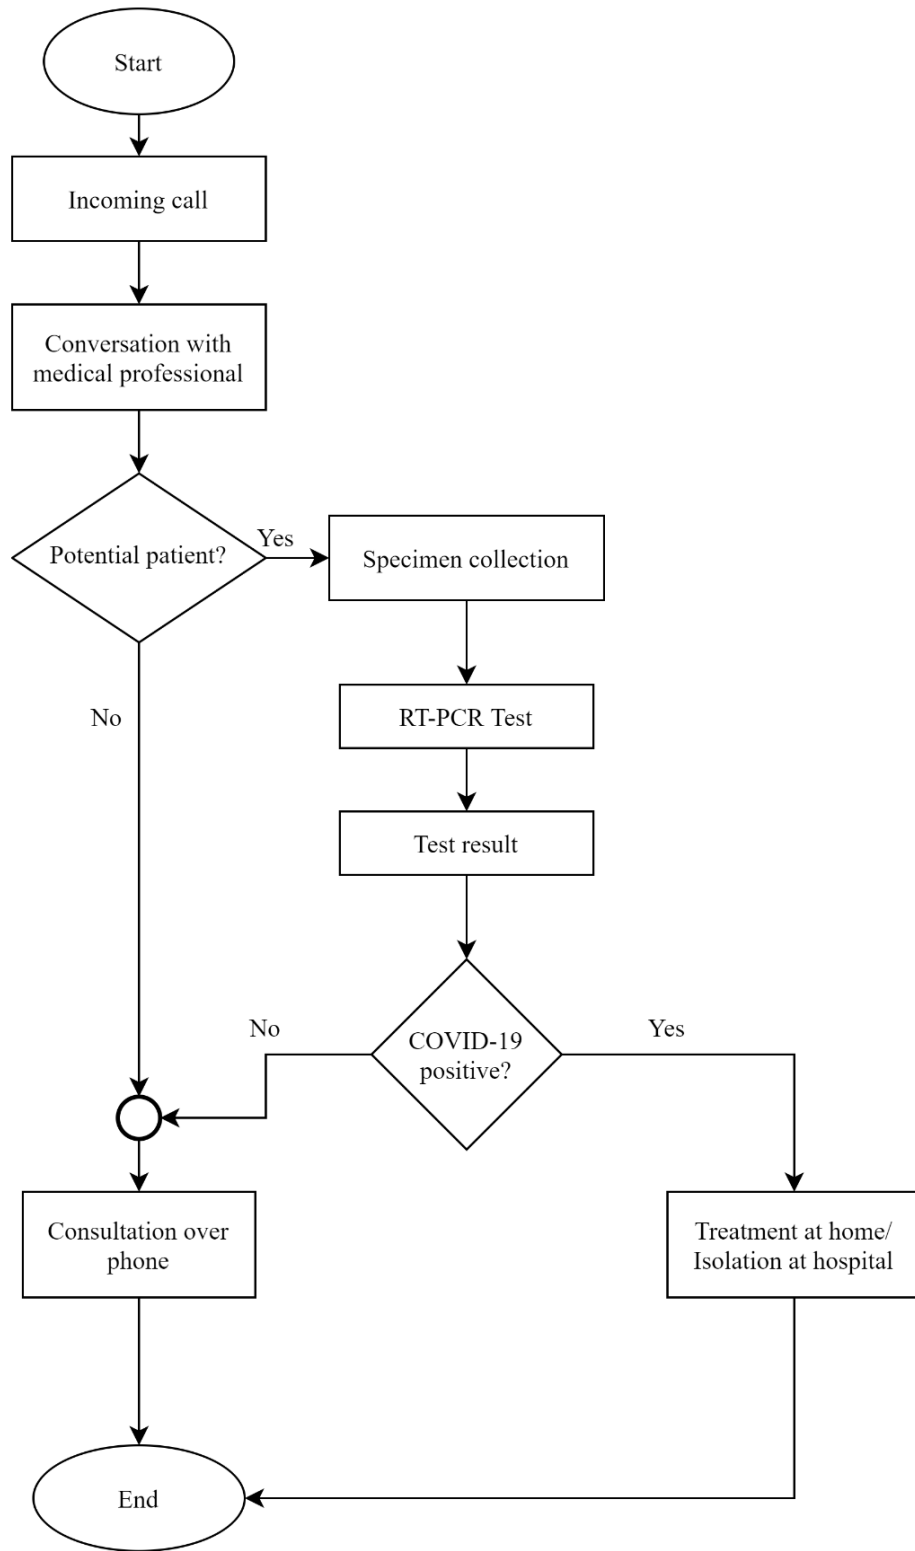 Start
Incoming call
Conversation with
medical professional
Potential patient?
Yes
Specimen collection
No
RT-PCR Test
Test result
No
COVID-19
positive?
Yes
Consultation over
phone
Treatment at home/
Isolation at hospital
End